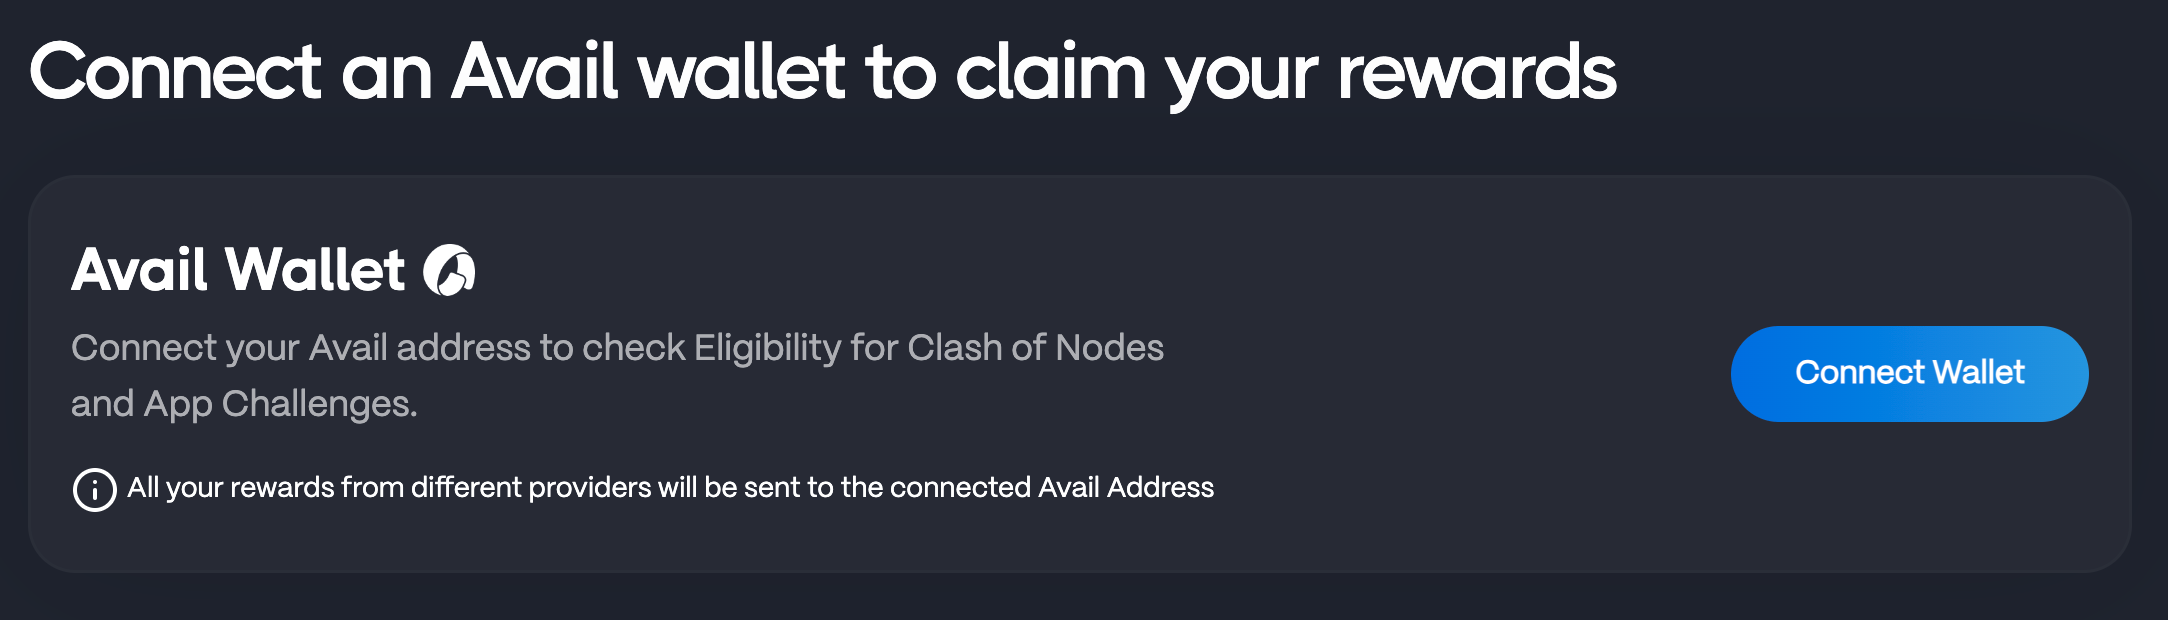 Connect an Avail wallet to claim your rewards
Avail Wallet
Connect your Avail address to check Eligibility for Clash of Nodes
and App Challenges.
Connect Wallet
All your rewards from different providers will be sent to the connected Avail Address